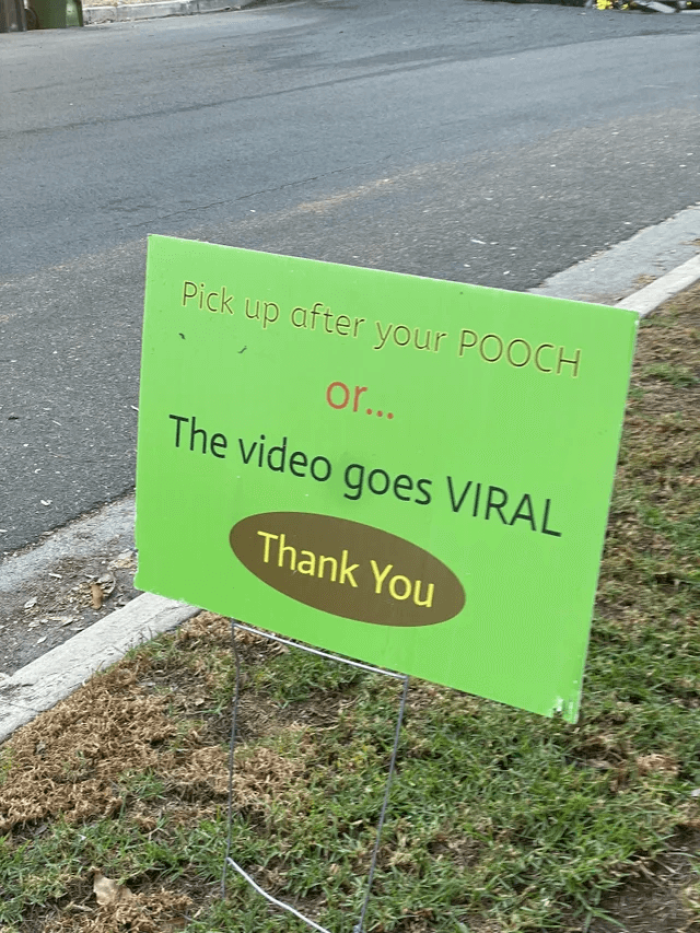 Pick up after your POOCH
or...
The video goes VIRAL
Thank You